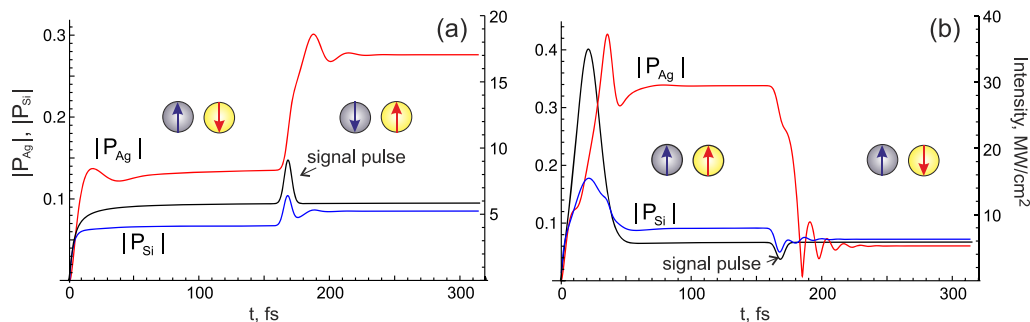 (a)
0.3
0.2
0.1
|P_Ag|, |P_Si|
|P_Ag|
|P_Si|
signal pulse
20
15
10
5
0 100 200 300
t, fs
(b)
0.4
0.3
0.2
0.1
|P_Ag|
|P_Si|
signal pulse
40
30
20
10
Intensity, MW/cm²
0 100 200 300
t, fs